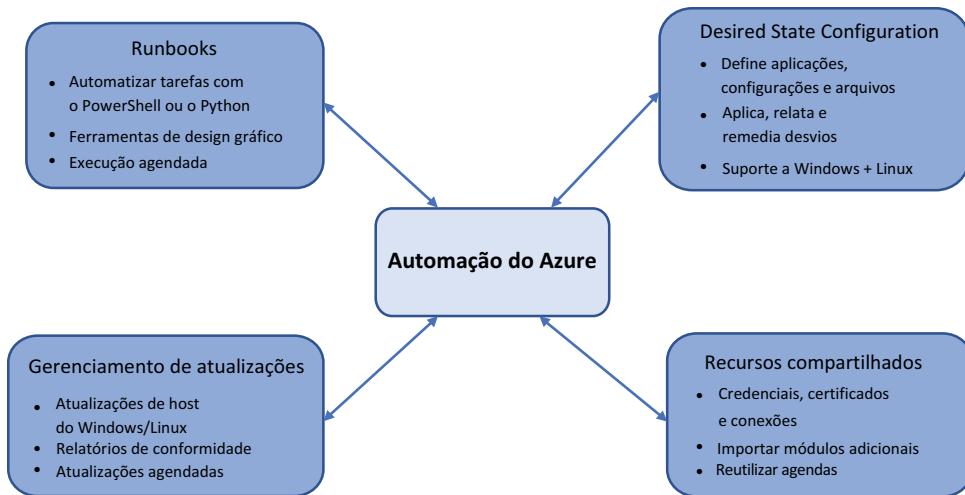 Runbooks
• Automatizar tarefas com
o PowerShell ou o Python
• Ferramentas de design gráfico
• Execução agendada
Desired State Configuration
• Define aplicações,
configurações e arquivos
• Aplica, relata e
remedia desvios
• Suporte a Windows + Linux
Automação do Azure
Gerenciamento de atualizações
• Atualizações de host
do Windows/Linux
• Relatórios de conformidade
• Atualizações agendadas
Recursos compartilhados
• Credenciais, certificados
e conexões
• Importar módulos adicionais
• Reutilizar agendas